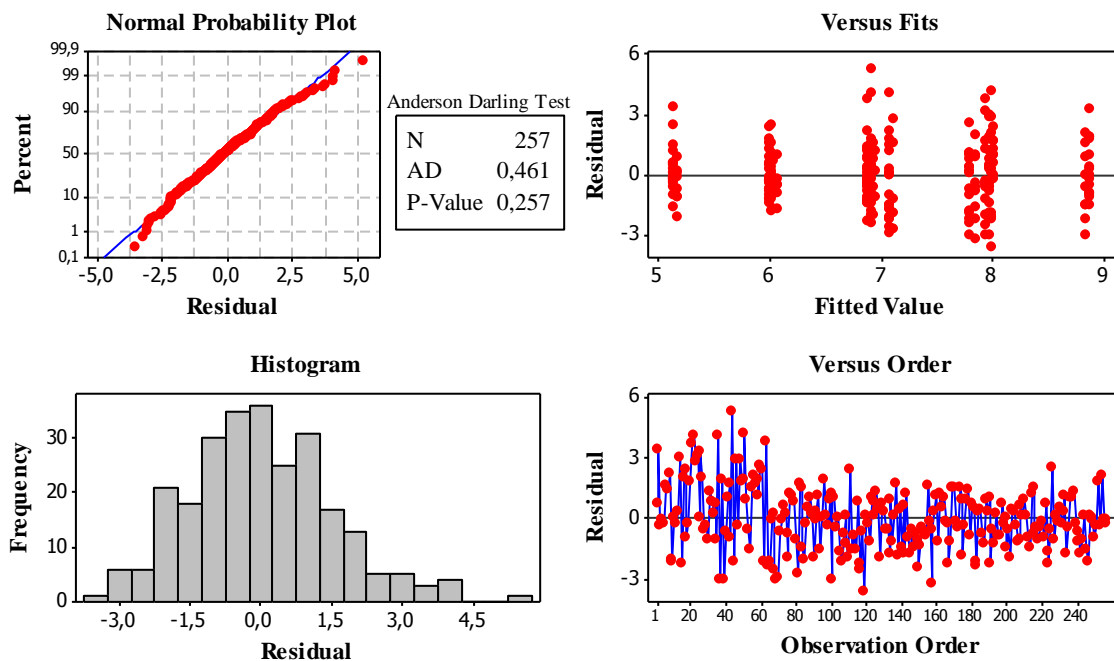 Normal Probability Plot
99,9
99
90
50
10
1
0,1
Percent
-5,0 -2,5 0,0 2,5 5,0
Residual
Anderson Darling Test
N 257
AD 0,461
P-Value 0,257
Versus Fits
6
3
0
-3
Residual
5 6 7 8 9
Fitted Value
Histogram
30
20
10
0
Frequency
-3,0 -1,5 0,0 1,5 3,0 4,5
Residual
Versus Order
6
3
0
-3
Residual
1 20 40 60 80 100 120 140 160 180 200 220 240
Observation Order